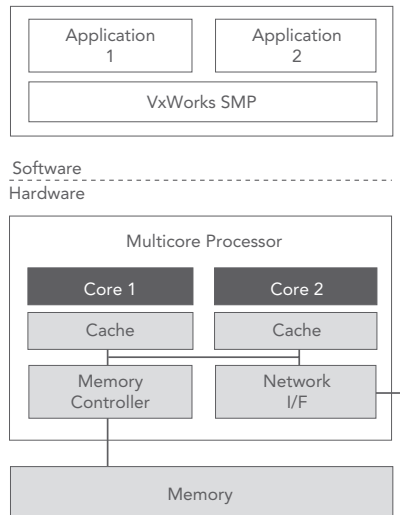 Application
1
Application
2
VxWorks SMP
Software
Hardware
Multicore Processor
Core 1
Core 2
Cache
Cache
Memory
Controller
Network
I/F
Memory